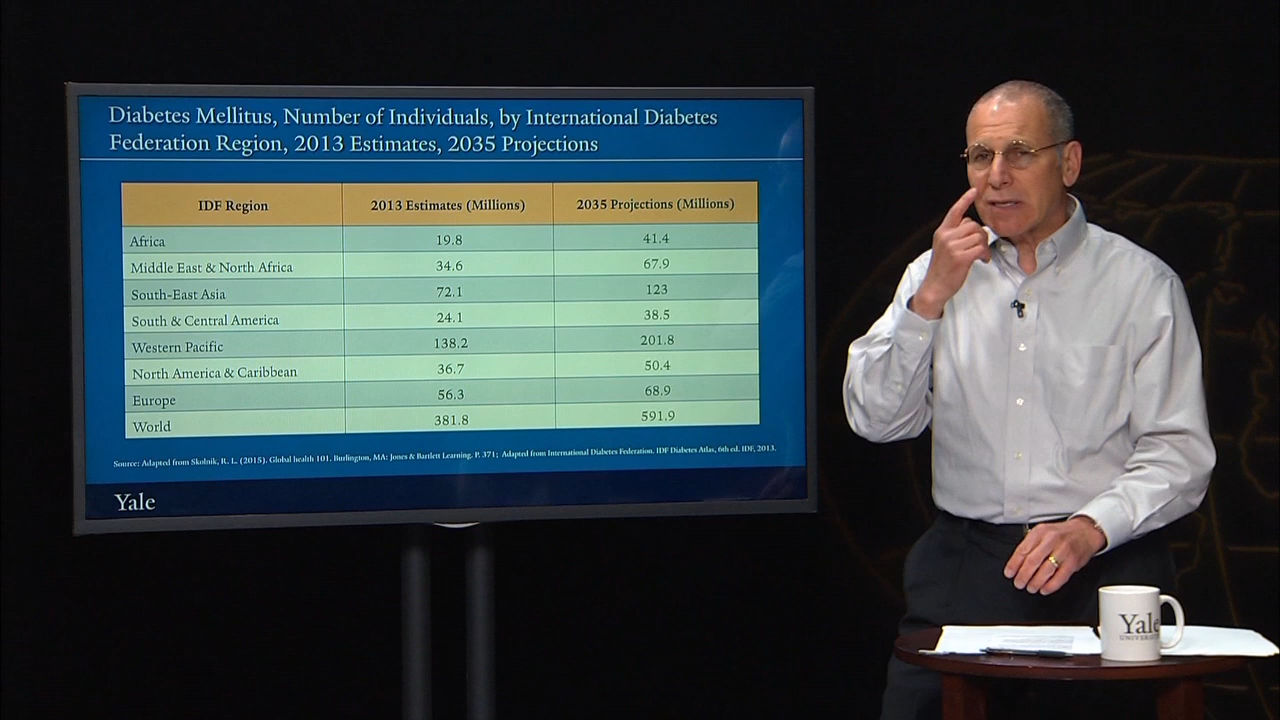 Diabetes Mellitus, Number of Individuals, by International Diabetes
Federation Region, 2013 Estimates, 2035 Projections
IDF Region 2013 Estimates (Millions) 2035 Projections (Millions)
Africa 19.8 41.4
Middle East & North Africa 34.6 67.9
South-East Asia 72.1 123
South & Central America 24.1 38.5
Western Pacific 138.2 201.8
North America & Caribbean 36.7 50.4
Europe 56.3 68.9
World 381.8 591.9
Source: Adapted from Skolnik, R. L. (2015). Global health 101. Burlington, MA: Jones & Bartlett Learning. P. 371; Adapted from International Diabetes Federation. IDF Diabetes Atlas, 6th ed. IDF, 2013.
Yale
Yale